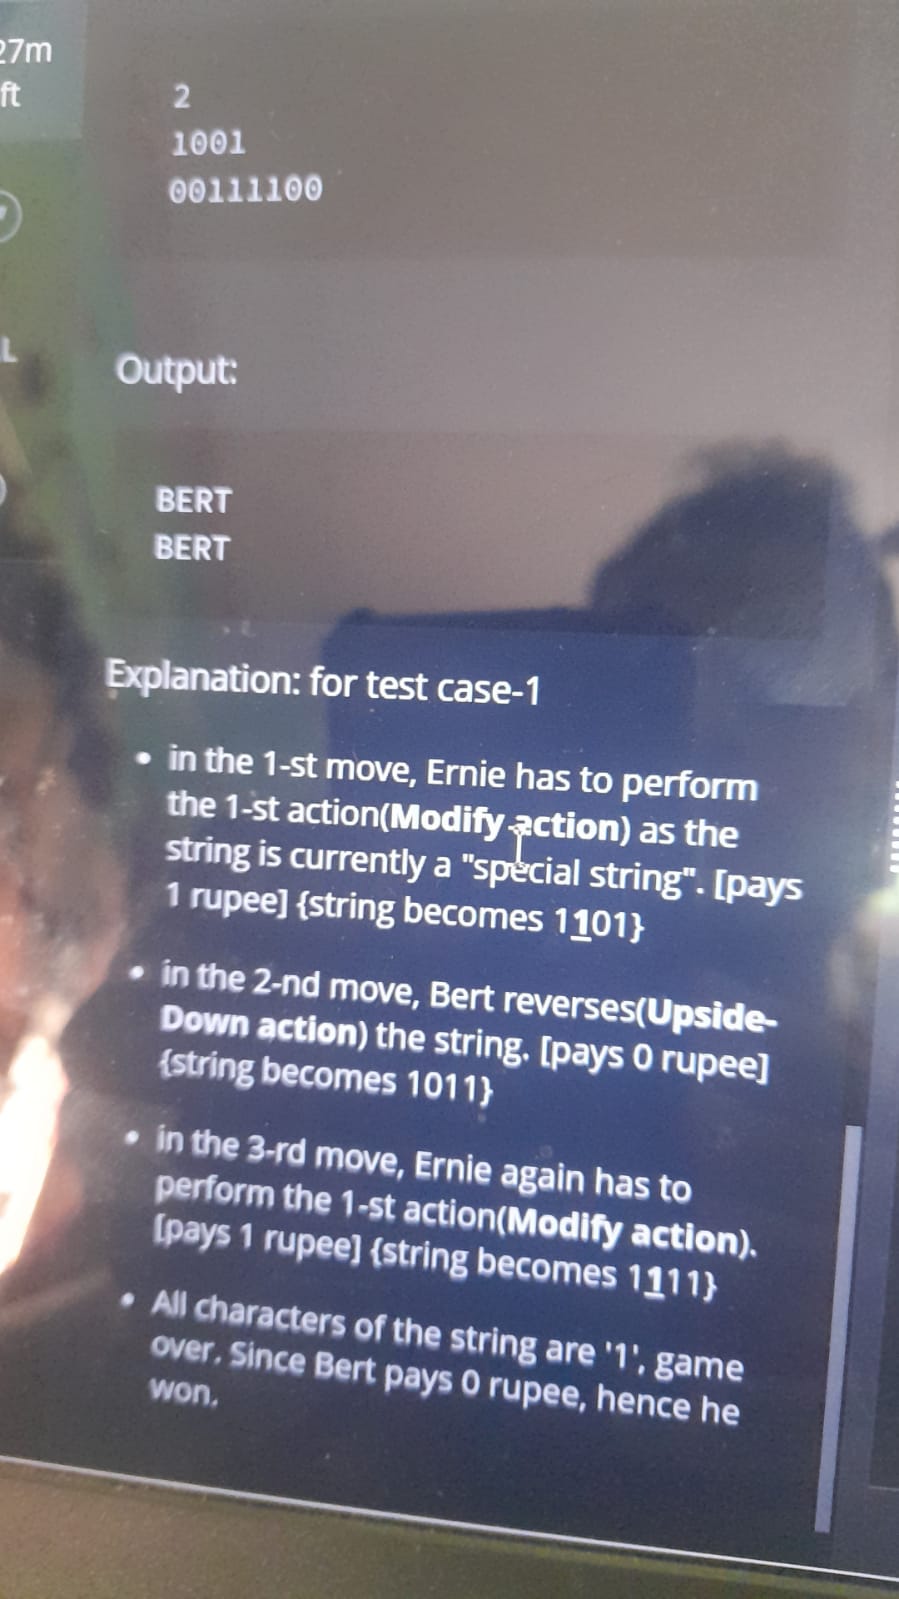 27m
ft
2
1001
00111100
L
Output:
BERT
BERT
Explanation: for test case-1
• in the 1-st move, Ernie has to perform
the 1-st action(Modify action) as the
string is currently a "special string". [pays
1 rupee] {string becomes 1101}
• in the 2-nd move, Bert reverses(Upside-
Down action) the string. [pays 0 rupee]
{string becomes 1011}
• in the 3-rd move, Ernie again has to
perform the 1-st action(Modify action).
[pays 1 rupee] {string becomes 1111}
• All characters of the string are '1', game
over. Since Bert pays 0 rupee, hence he
won.